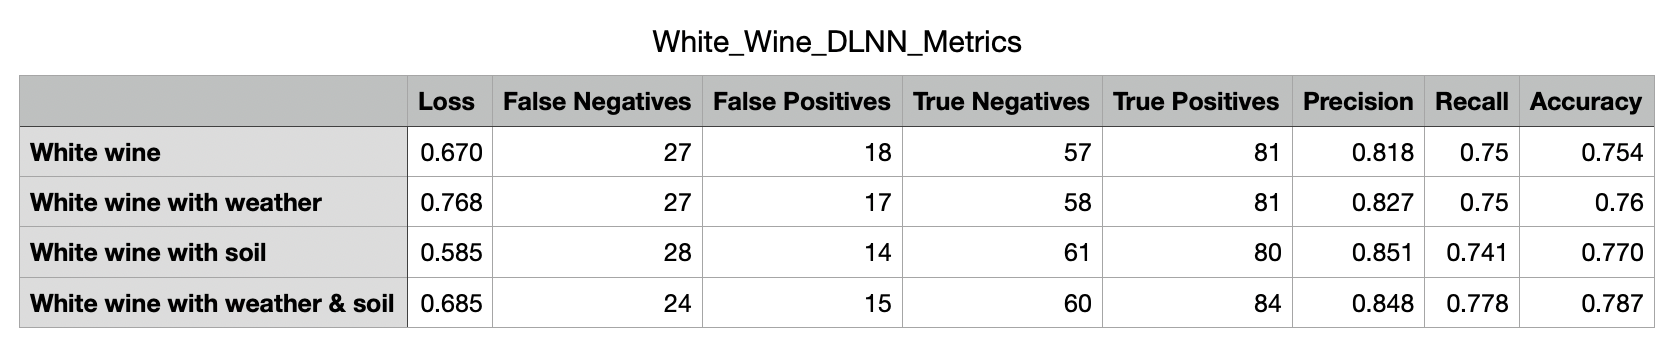 White_Wine_DLNN_Metrics
Loss False Negatives False Positives True Negatives True Positives Precision Recall Accuracy
White wine 0.670 27 18 57 81 0.818 0.75 0.754
White wine with weather 0.768 27 17 58 81 0.827 0.75 0.76
White wine with soil 0.585 28 14 61 80 0.851 0.741 0.770
White wine with weather & soil 0.685 24 15 60 84 0.848 0.778 0.787